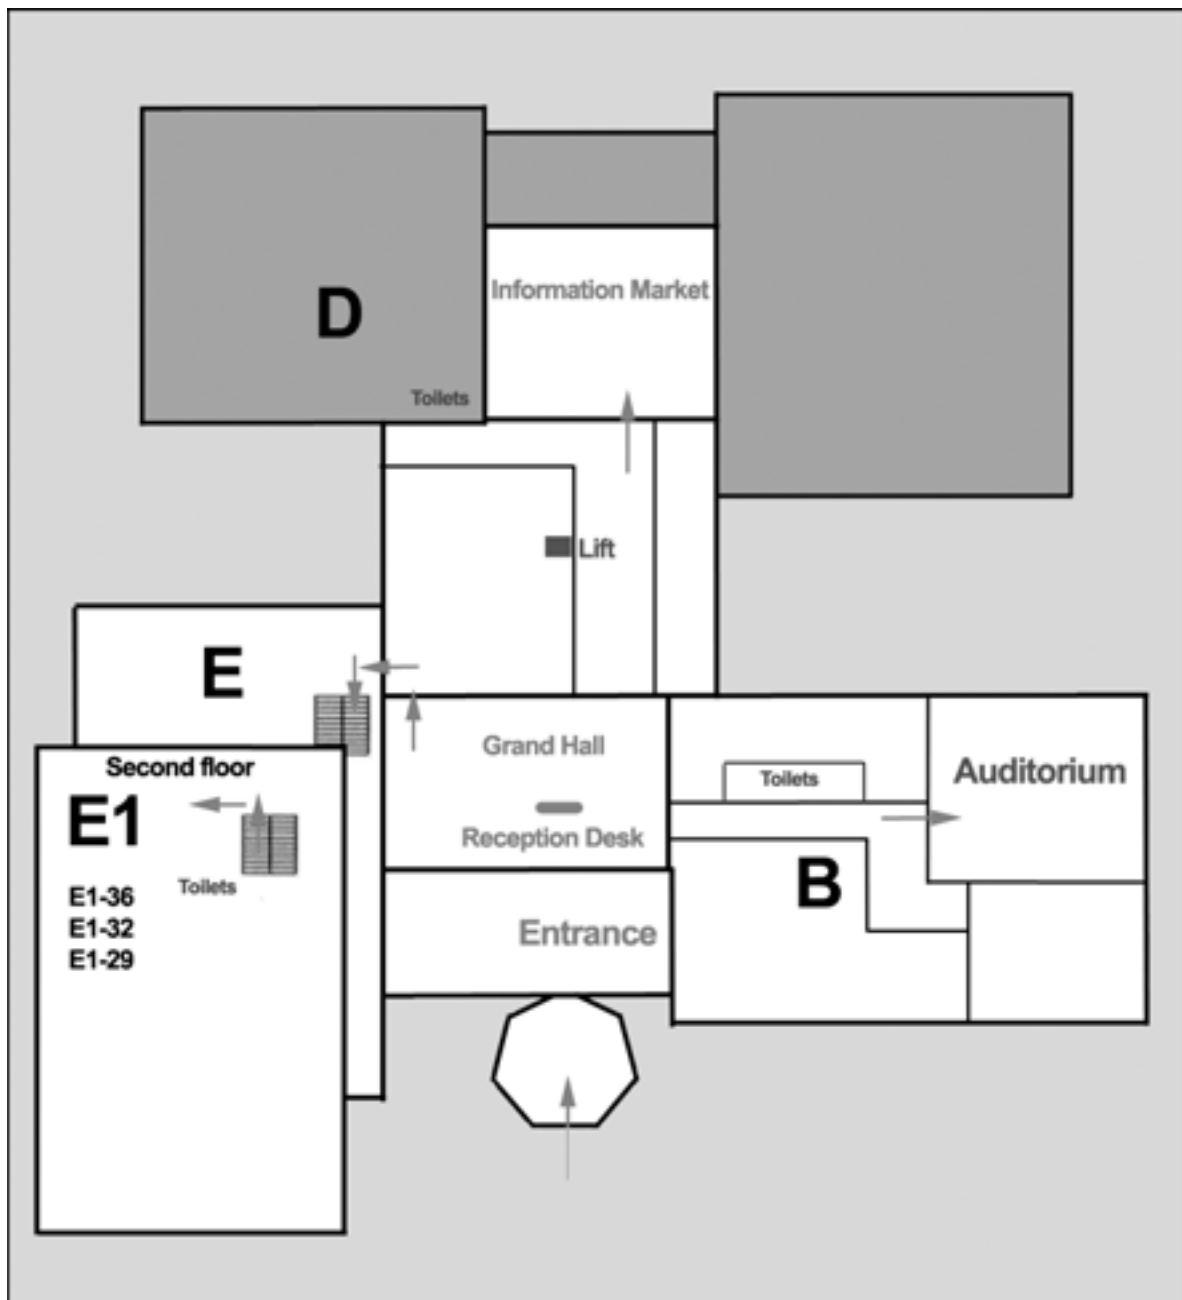 Information Market
D
Toilets
Lift
E
Grand Hall
Second floor
Toilets
Auditorium
E1
Reception Desk
B
Toilets
E1-36
E1-32
E1-29
Entrance